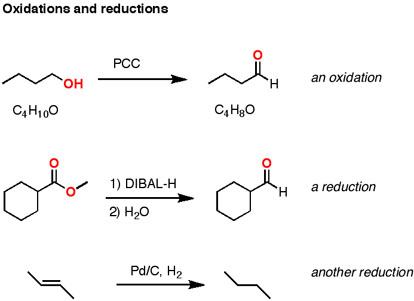 Oxidations and reductions
PCC
OH
O
H
an oxidation
C4H10O
C4H8O
O
O
1) DIBAL-H
2) H2O
O
H
a reduction
Pd/C, H2
another reduction